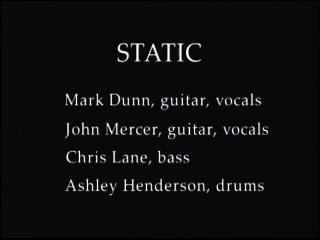 STATIC
Mark Dunn, guitar, vocals
John Mercer, guitar, vocals
Chris Lane, bass
Ashley Henderson, drums